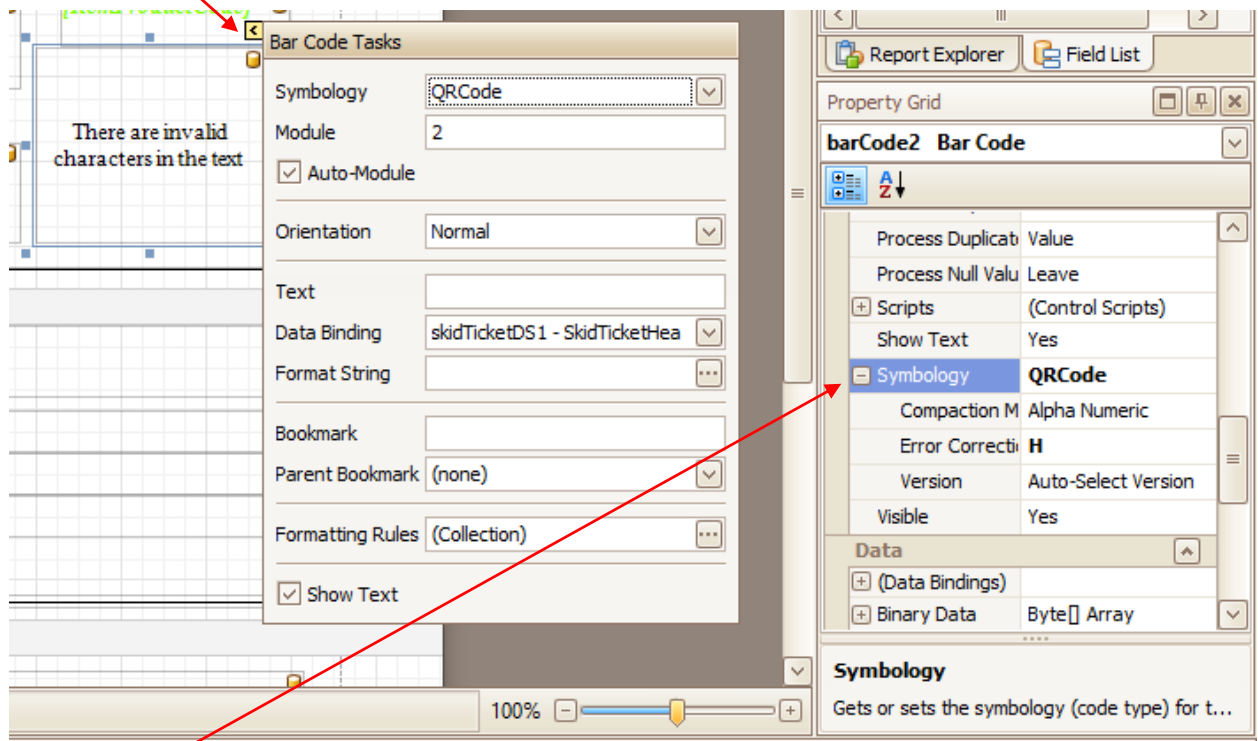 Bar Code Tasks
Symbology QRCode
Module 2
Auto-Module
Orientation Normal
Text
Data Binding skidTicketDS1 - SkidTicketHea
Format String
Bookmark
Parent Bookmark (none)
Formatting Rules (Collection)
Show Text
There are invalid
characters in the text
100%
Report Explorer Field List
Property Grid
barCode2 Bar Code
A
Z
Process Duplicat Value
Process Null Valu Leave
Scripts (Control Scripts)
Show Text Yes
Symbology QRCode
Compaction M Alpha Numeric
Error Correcti H
Version Auto-Select Version
Visible Yes
Data
(Data Bindings)
Binary Data Byte[] Array
Symbology
Gets or sets the symbology (code type) for t...